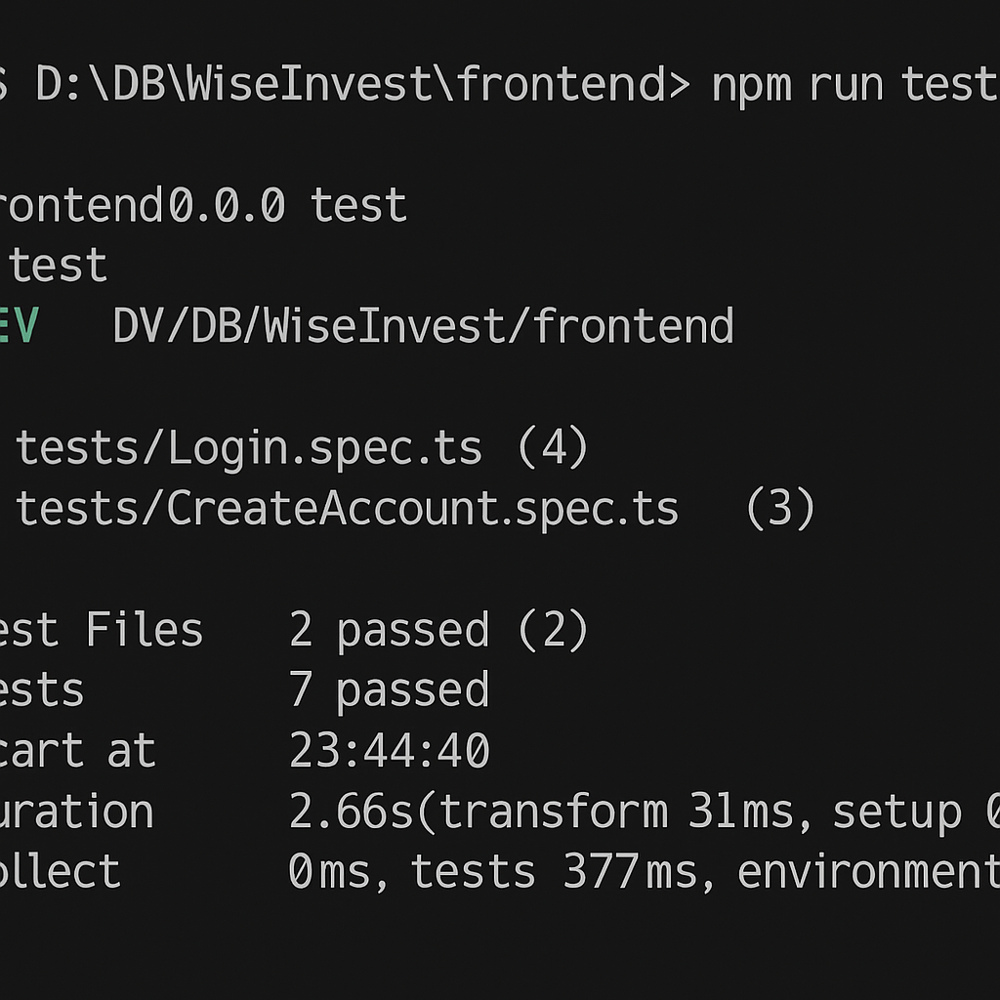 S D:\DB\WiseInvest\frontend> npm run test
rontend0.0.0 test
test
EV DV/DB/WiseInvest/frontend
tests/Login.spec.ts (4)
tests/CreateAccount.spec.ts (3)
est Files 2 passed (2)
ests 7 passed
cart at 23:44:40
uration 2.66s(transform 31ms, setup 0
ollect 0ms, tests 377ms, environment